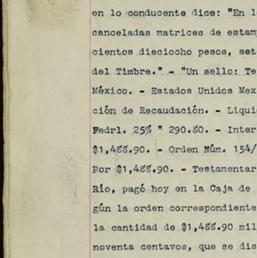 en lo conducente dice: "En l
canceladas matrices de estam
cientos dieciocho pesos, set
del Timbre." - "Un sello: Te
México. - Estados Unidos Mex
ción de Recaudación. - Liqui
Fedrl. 25% " 290.80. - Inter
$1,488.90. - Orden Núm. 154/
Por $1,488.90. - Testamentar
Río, pagó hoy en la Caja de
gún la orden correspondiente
la cantidad de $1,488.90 mil
noventa centavos, que se dis